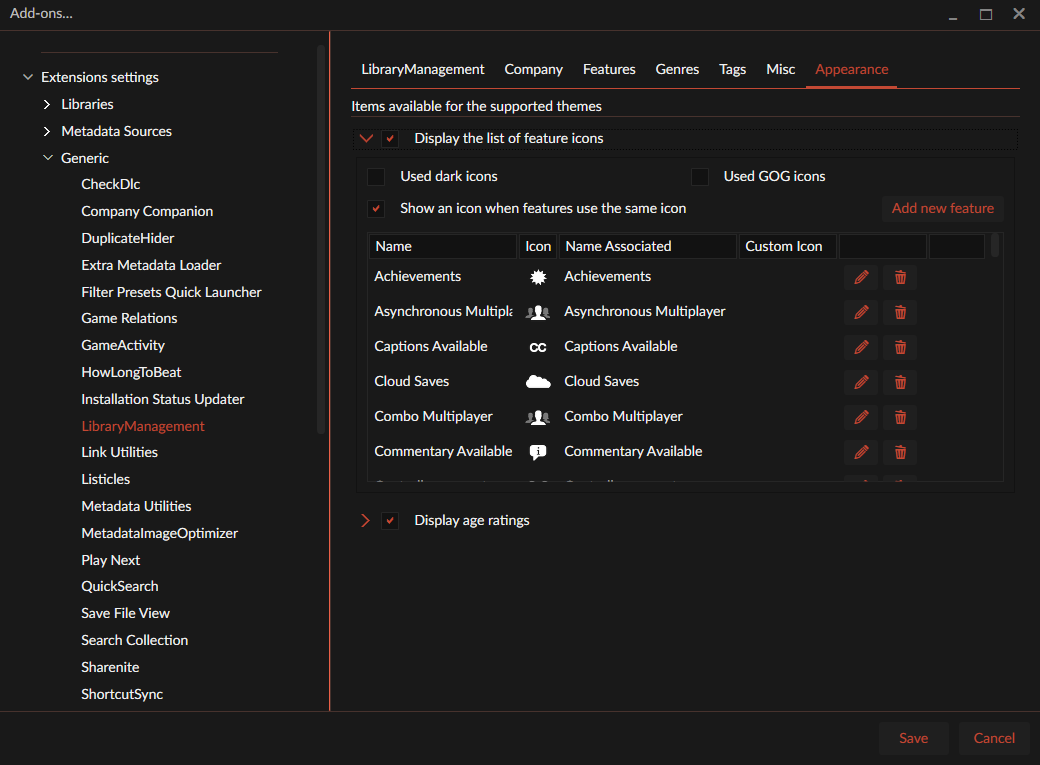 Add-ons...
Extensions settings
Libraries
Metadata Sources
Generic
CheckDlc
Company Companion
DuplicateHider
Extra Metadata Loader
Filter Presets Quick Launcher
Game Relations
GameActivity
HowLongToBeat
Installation Status Updater
LibraryManagement
Link Utilities
Listicles
Metadata Utilities
MetadataImageOptimizer
Play Next
QuickSearch
Save File View
Search Collection
Sharenite
ShortcutSync
LibraryManagement Company Features Genres Tags Misc Appearance
Items available for the supported themes
Display the list of feature icons
Used dark icons Used GOG icons
Show an icon when features use the same icon Add new feature
Name Icon Name Associated Custom Icon
Achievements Achievements
Asynchronous Multipla Asynchronous Multiplayer
Captions Available CC Captions Available
Cloud Saves Cloud Saves
Combo Multiplayer Combo Multiplayer
Commentary Available Commentary Available
Display age ratings
Save Cancel